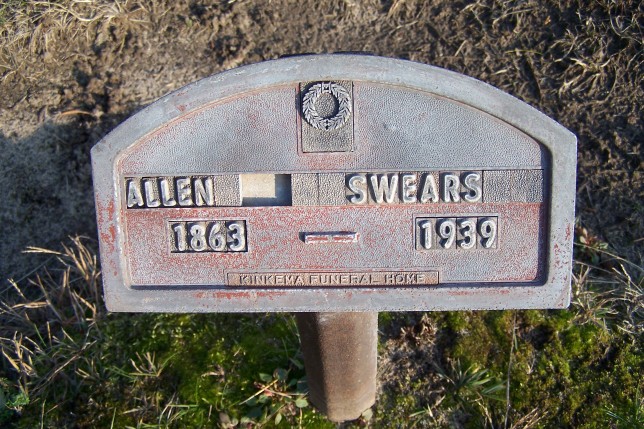 ALLEN SWEARS
1863 – 1939
KINKEMA FUNERAL HOME